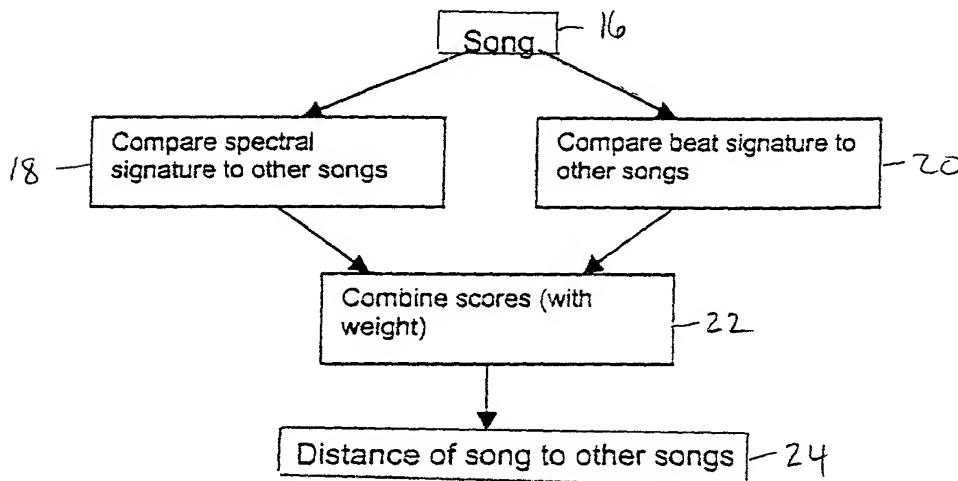 Song
16
Compare spectral
signature to other songs
18
Compare beat signature to
other songs
20
Combine scores (with
weight)
22
Distance of song to other songs
24